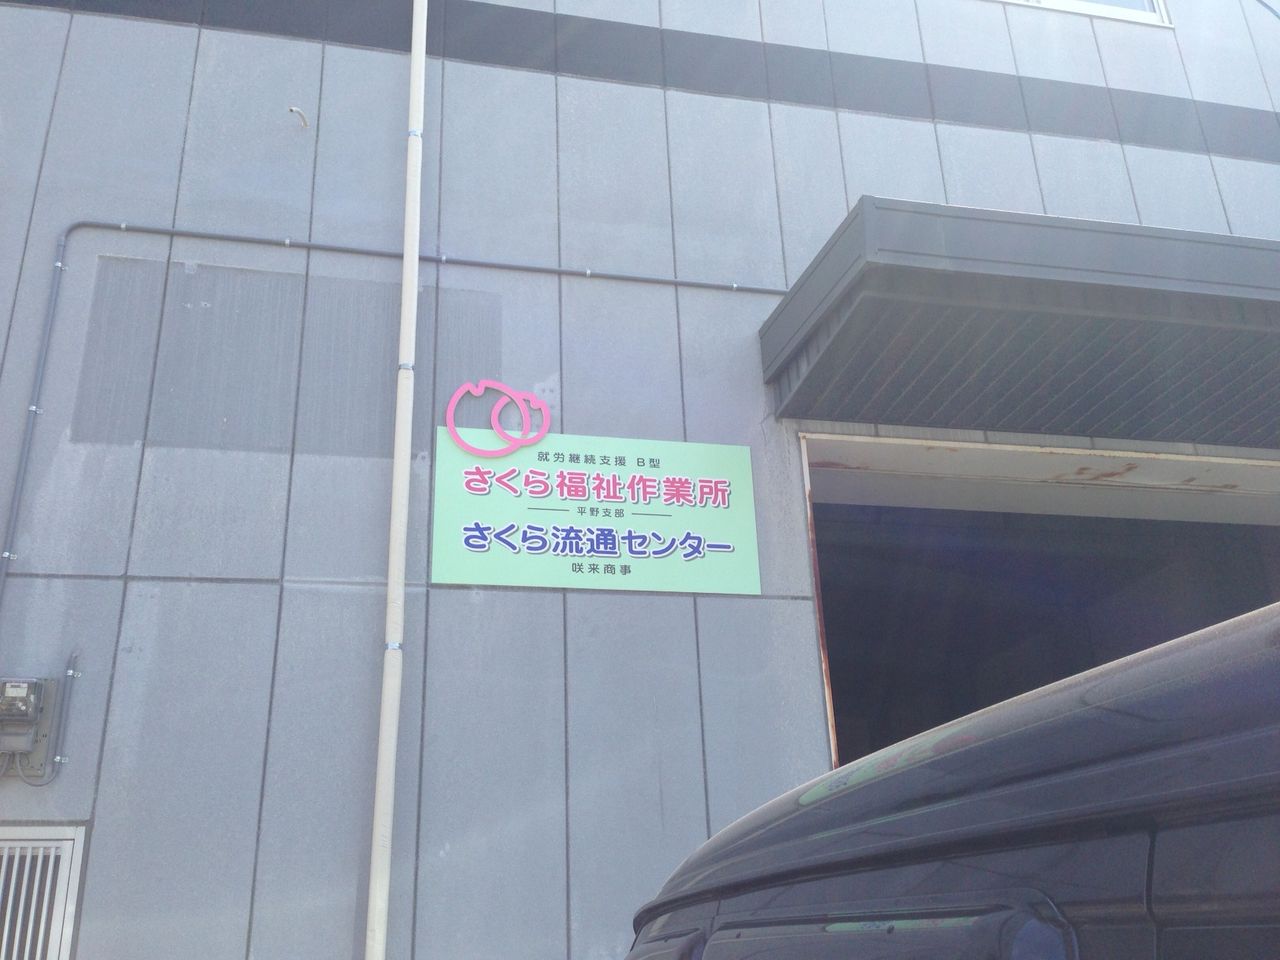 就労継続支援 B型
さくら福祉作業所
平野支部
さくら流通センター
咲来商事